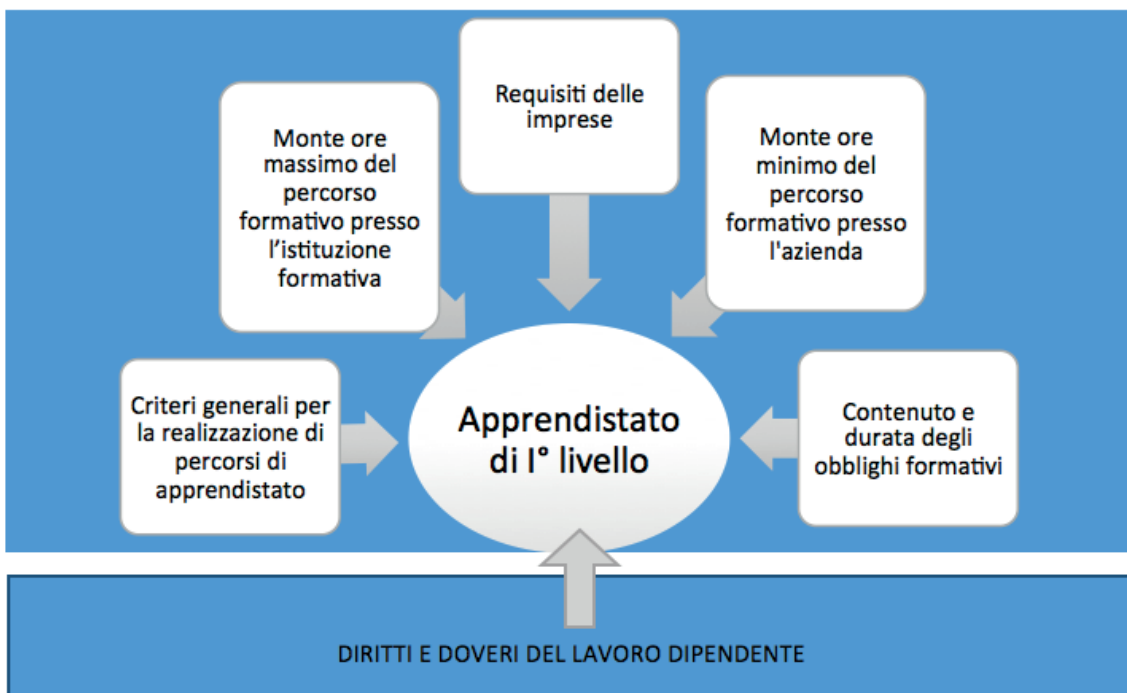 Requisiti delle
imprese
Monte ore
massimo del
percorso
formativo presso
l’istituzione
formativa
Monte ore
minimo del
percorso
formativo presso
l'azienda
Criteri generali per
la realizzazione di
percorsi di
apprendistato
Apprendistato
di I° livello
Contenuto e
durata degli
obblighi formativi
DIRITTI E DOVERI DEL LAVORO DIPENDENTE